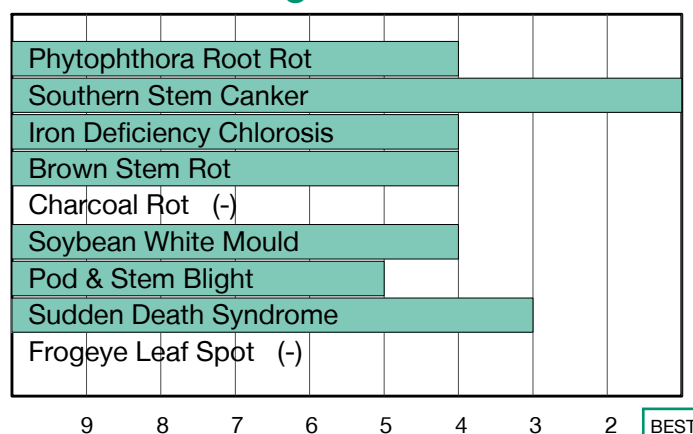 Phytophthora Root Rot
Southern Stem Canker
Iron Deficiency Chlorosis
Brown Stem Rot
Charcoal Rot (-)
Soybean White Mould
Pod & Stem Blight
Sudden Death Syndrome
Frogeye Leaf Spot (-)
9 8 7 6 5 4 3 2 BEST